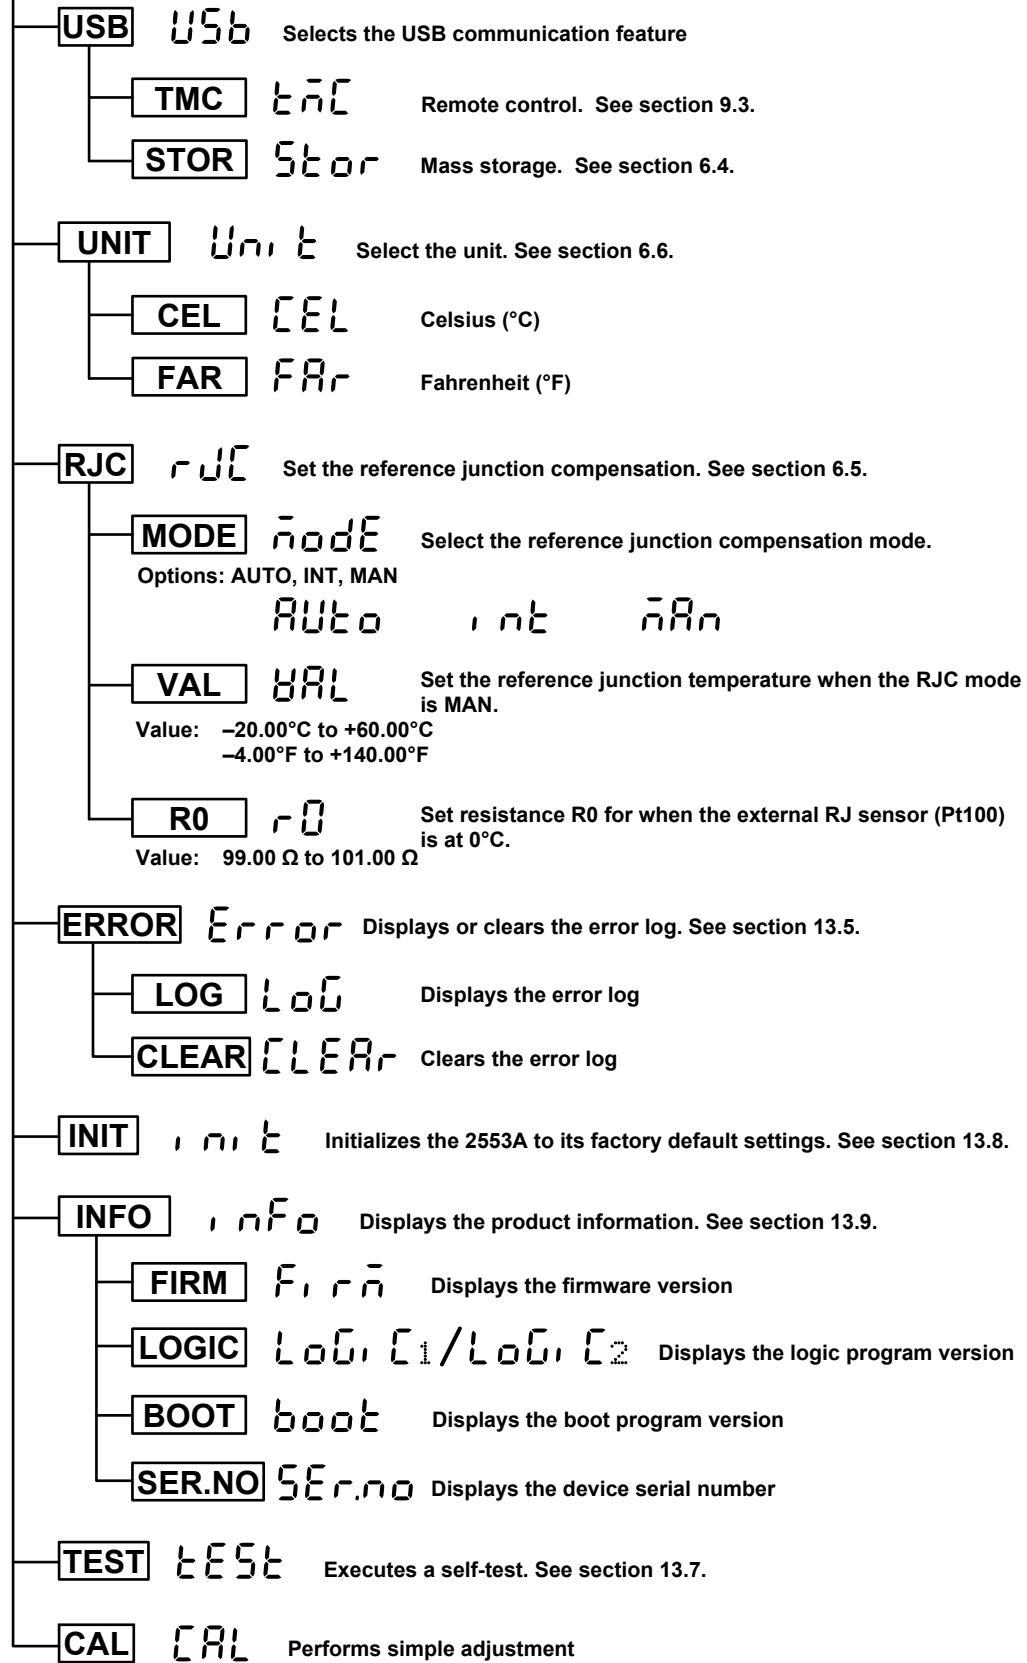 USB USb Selects the USB communication feature
TMC tmC Remote control. See section 9.3.
STOR Stor Mass storage. See section 6.4.
UNIT Unit Select the unit. See section 6.6.
CEL CEL Celsius (°C)
FAR FAr Fahrenheit (°F)
RJC rJC Set the reference junction compensation. See section 6.5.
MODE modE Select the reference junction compensation mode.
Options: AUTO, INT, MAN
AUto int mAn
VAL VAL Set the reference junction temperature when the RJC mode
is MAN.
Value: –20.00°C to +60.00°C
–4.00°F to +140.00°F
R0 r0 Set resistance R0 for when the external RJ sensor (Pt100)
is at 0°C.
Value: 99.00 Ω to 101.00 Ω
ERROR Error Displays or clears the error log. See section 13.5.
LOG LoG Displays the error log
CLEAR CLEAr Clears the error log
INIT init Initializes the 2553A to its factory default settings. See section 13.8.
INFO inFo Displays the product information. See section 13.9.
FIRM Firm Displays the firmware version
LOGIC LoGiC1/LoGiC2 Displays the logic program version
BOOT boot Displays the boot program version
SER.NO SEr.no Displays the device serial number
TEST tESt Executes a self-test. See section 13.7.
CAL CAL Performs simple adjustment